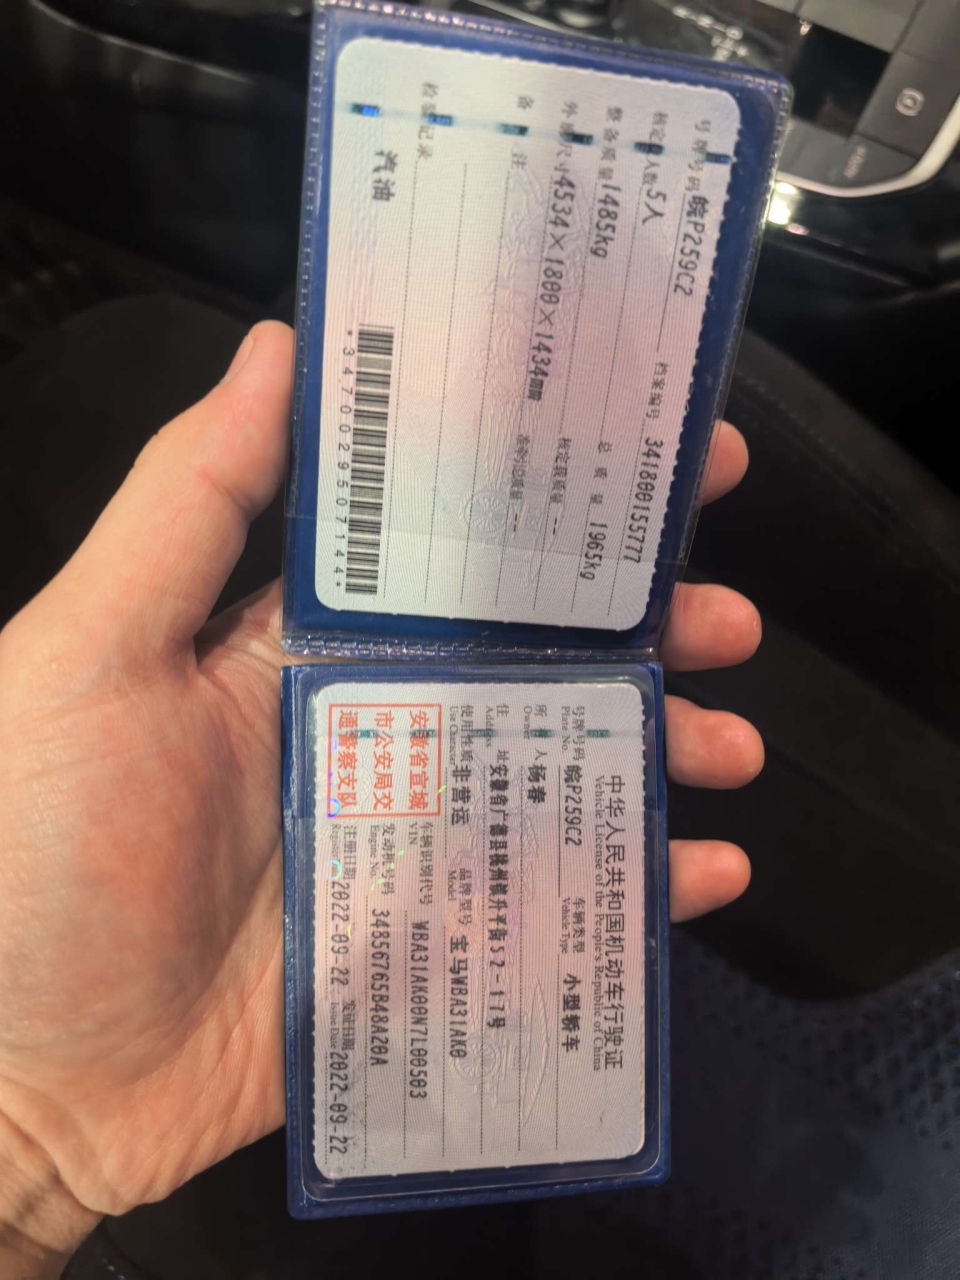 中华人民共和国机动车行驶证
Vehicle License of the People's Republic of China
号牌号码 皖P259C2 车辆类型 小型轿车
Plate No. Vehicle Type
所有人 杨春
Owner
住址 安徽省广德县桃州镇升平街52-17号
Address
使用性质 非营运 品牌型号 宝马WBA31AK0
Use Character Model
安徽省宣城
市公安局交
通警察支队
车辆识别代号 WBA31AK00N7L00503
VIN
发动机号码 34856765B48A20A
Engine No.
注册日期 2022-09-22 发证日期 2022-09-22
Register Issue Date
号牌号码 皖P259C2 档案编号 341800155777
核定载人数 5人 总质量 1965kg
整备质量 1485kg 核定载质量 --
外廓尺寸 4534×1800×1434mm 准牵引总质量 --
备注
检验记录
汽油
*3470029507144*